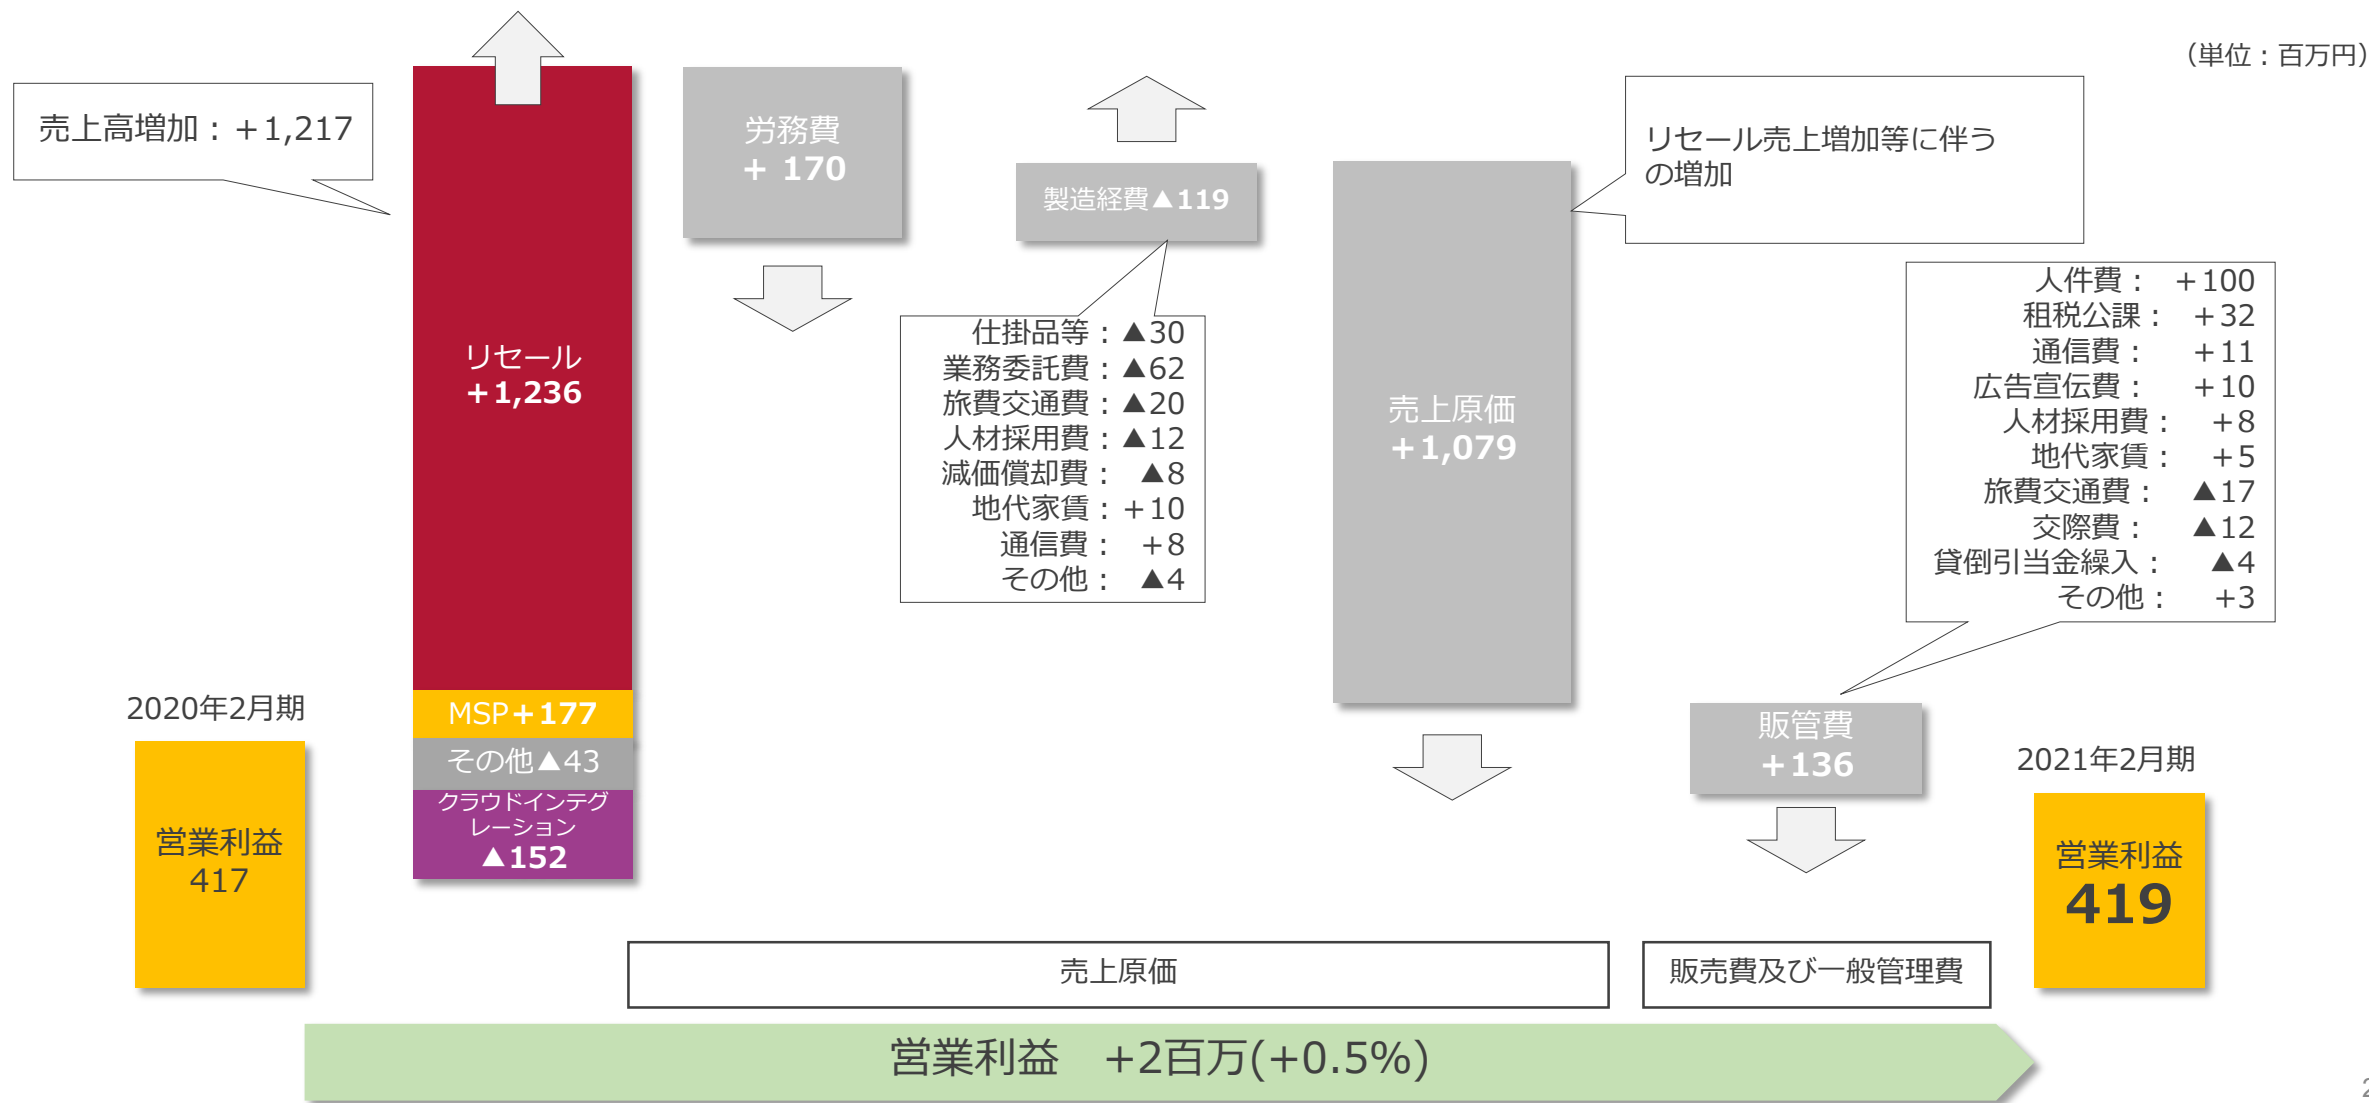 （単位：百万円）
売上高増加：＋1,217
リセール
＋1,236
MSP＋177
その他▲43
クラウドインテグ
レーション
▲152
2020年2月期
営業利益
417
労務費
＋ 170
製造経費▲119
仕掛品等：▲30
業務委託費：▲62
旅費交通費：▲20
人材採用費：▲12
減価償却費： ▲8
地代家賃：＋10
通信費： ＋8
その他： ▲4
売上原価
＋1,079
リセール売上増加等に伴う
の増加
人件費： ＋100
租税公課： ＋32
通信費： ＋11
広告宣伝費： ＋10
人材採用費： ＋8
地代家賃： ＋5
旅費交通費： ▲17
交際費： ▲12
貸倒引当金繰入： ▲4
その他： ＋3
販管費
＋136
2021年2月期
営業利益
419
売上原価
販売費及び一般管理費
営業利益 +2百万(+0.5%)